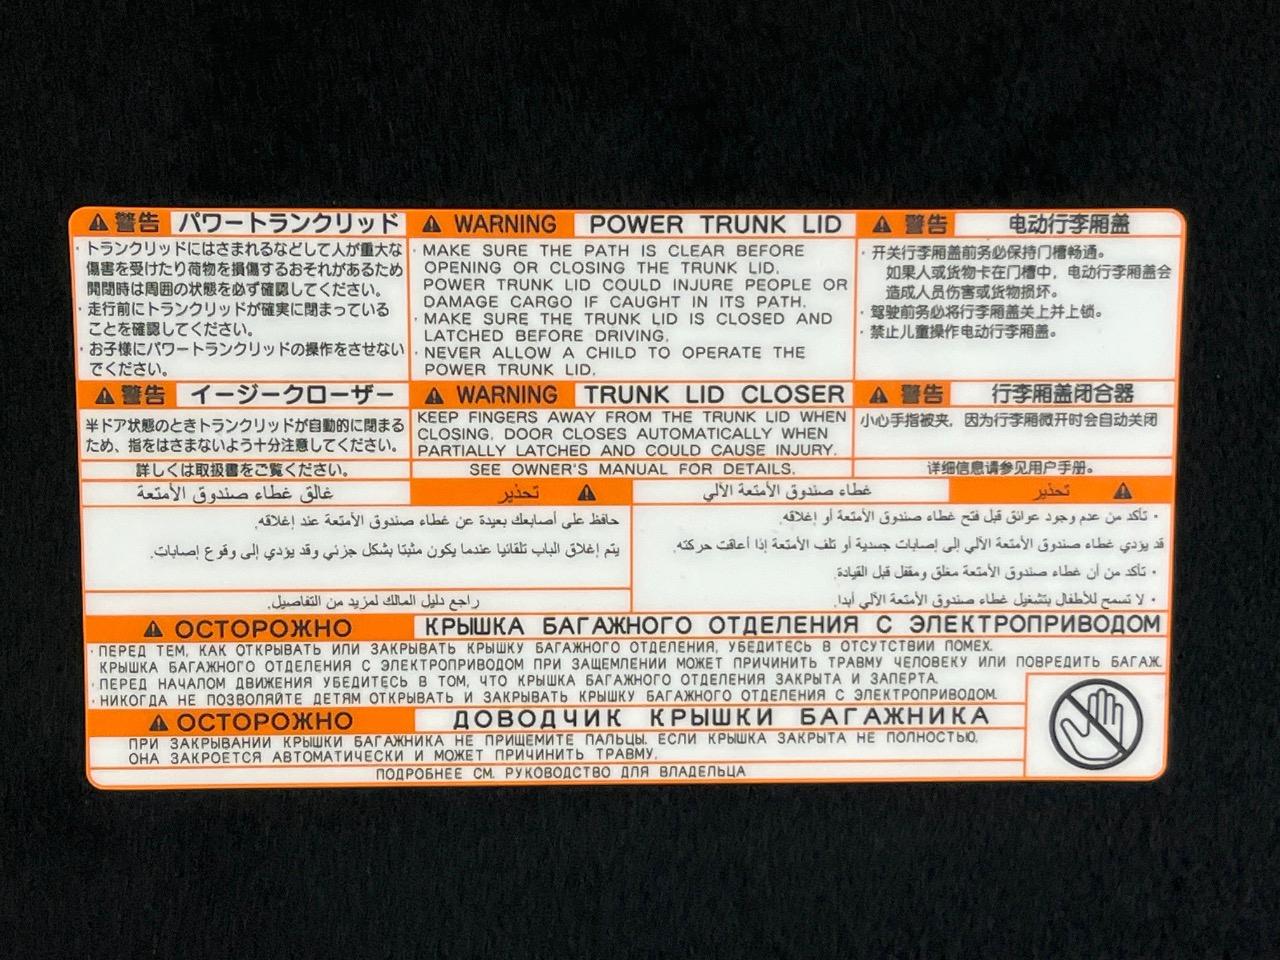 ⚠ 警告 パワートランクリッド
・トランクリッドにはさまれるなどして人が重大な
傷害を受けたり荷物を損傷するおそれがあるため
開閉時は周囲の状態を必ず確認してください。
・走行前にトランクリッドが確実に閉まっている
ことを確認してください。
・お子様にパワートランクリッドの操作をさせない
でください。
⚠ WARNING POWER TRUNK LID
・MAKE SURE THE PATH IS CLEAR BEFORE
OPENING OR CLOSING THE TRUNK LID.
POWER TRUNK LID COULD INJURE PEOPLE OR
DAMAGE CARGO IF CAUGHT IN ITS PATH.
・MAKE SURE THE TRUNK LID IS CLOSED AND
LATCHED BEFORE DRIVING.
・NEVER ALLOW A CHILD TO OPERATE THE
POWER TRUNK LID.
⚠ 警告 电动行李厢盖
・开关行李厢盖前务必保持门槽畅通。
如果人或货物卡在门槽中，电动行李厢盖会
造成人员伤害或货物损坏。
・驾驶前务必将行李厢盖关上并上锁。
・禁止儿童操作电动行李厢盖。
⚠ 警告 イージークローザー
半ドア状態のときトランクリッドが自動的に閉まる
ため、指をはさまないよう十分注意してください。
詳しくは取扱書をご覧ください。
⚠ WARNING TRUNK LID CLOSER
KEEP FINGERS AWAY FROM THE TRUNK LID WHEN
CLOSING. DOOR CLOSES AUTOMATICALLY WHEN
PARTIALLY LATCHED AND COULD CAUSE INJURY.
SEE OWNER'S MANUAL FOR DETAILS.
⚠ 警告 行李厢盖闭合器
小心手指被夹，因为行李厢微开时会自动关闭
详细信息请参见用户手册。
⚠ تحذير غطاء صندوق الأمتعة الآلي
・ تأكد من عدم وجود عوائق قبل فتح غطاء صندوق الأمتعة أو إغلاقه.
قد يؤدي غطاء صندوق الأمتعة الآلي إلى إصابات جسدية أو تلف الأمتعة إذا أعاقت حركته.
・ تأكد من أن غطاء صندوق الأمتعة مغلق ومقفل قبل القيادة.
・ لا تسمح للأطفال بتشغيل غطاء صندوق الأمتعة الآلي أبدا.
⚠ تحذير غالق غطاء صندوق الأمتعة
حافظ على أصابعك بعيدة عن غطاء صندوق الأمتعة عند إغلاقه.
يتم إغلاق الباب تلقائيا عندما يكون مثبتا بشكل جزئي وقد يؤدي إلى وقوع إصابات.
راجع دليل المالك لمزيد من التفاصيل.
⚠ ОСТОРОЖНО КРЫШКА БАГАЖНОГО ОТДЕЛЕНИЯ С ЭЛЕКТРОПРИВОДОМ
・ПЕРЕД ТЕМ, КАК ОТКРЫВАТЬ ИЛИ ЗАКРЫВАТЬ КРЫШКУ БАГАЖНОГО ОТДЕЛЕНИЯ, УБЕДИТЕСЬ В ОТСУТСТВИИ ПОМЕХ.
КРЫШКА БАГАЖНОГО ОТДЕЛЕНИЯ С ЭЛЕКТРОПРИВОДОМ ПРИ ЗАЩЕМЛЕНИИ МОЖЕТ ПРИЧИНИТЬ ТРАВМУ ЧЕЛОВЕКУ ИЛИ ПОВРЕДИТЬ БАГАЖ.
・ПЕРЕД НАЧАЛОМ ДВИЖЕНИЯ УБЕДИТЕСЬ В ТОМ, ЧТО КРЫШКА БАГАЖНОГО ОТДЕЛЕНИЯ ЗАКРЫТА И ЗАПЕРТА.
・НИКОГДА НЕ ПОЗВОЛЯЙТЕ ДЕТЯМ ОТКРЫВАТЬ И ЗАКРЫВАТЬ КРЫШКУ БАГАЖНОГО ОТДЕЛЕНИЯ С ЭЛЕКТРОПРИВОДОМ.
⚠ ОСТОРОЖНО ДОВОДЧИК КРЫШКИ БАГАЖНИКА
ПРИ ЗАКРЫВАНИИ КРЫШКИ БАГАЖНИКА НЕ ПРИЩЕМИТЕ ПАЛЬЦЫ. ЕСЛИ КРЫШКА ЗАКРЫТА НЕ ПОЛНОСТЬЮ,
ОНА ЗАКРОЕТСЯ АВТОМАТИЧЕСКИ И МОЖЕТ ПРИЧИНИТЬ ТРАВМУ.
ПОДРОБНЕЕ СМ. РУКОВОДСТВО ДЛЯ ВЛАДЕЛЬЦА